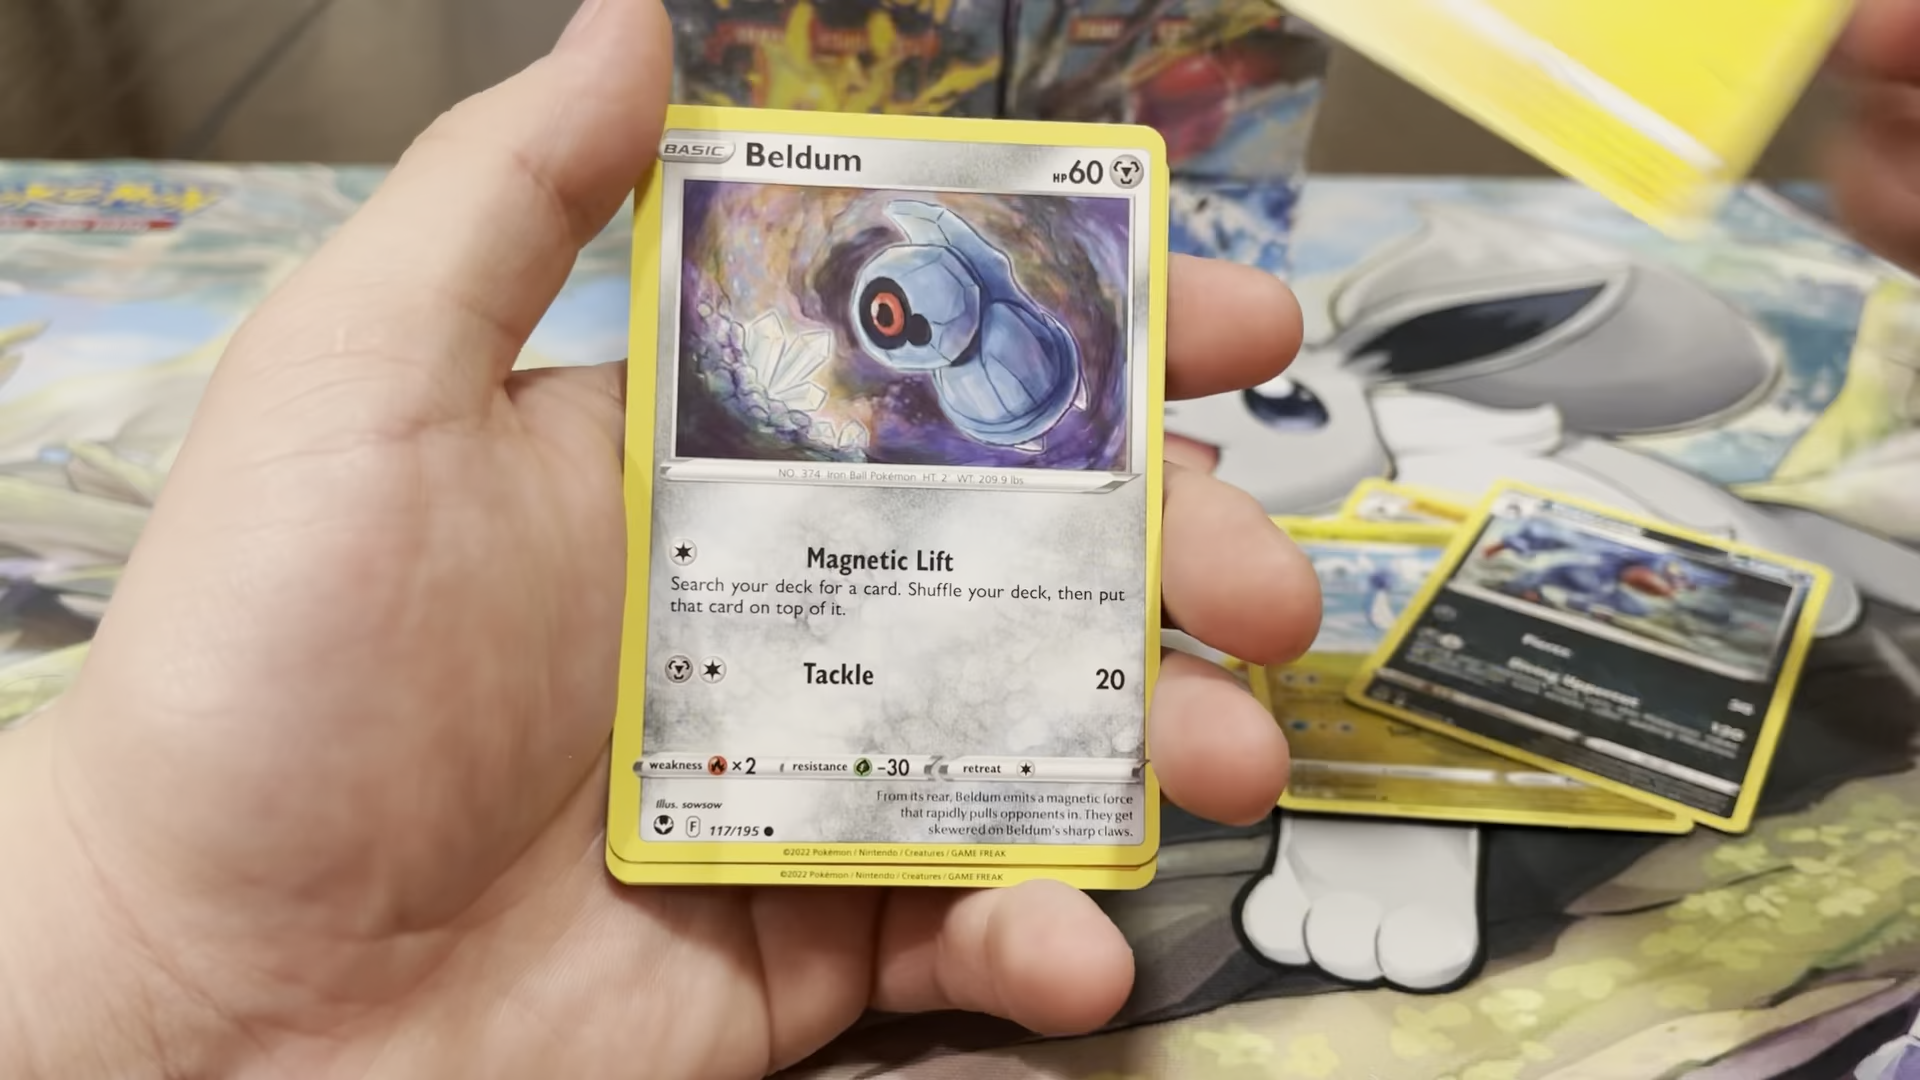 BASIC Beldum HP 60
NO. 374 Iron Ball Pokémon HT. 2' WT. 209.9 lbs.
Magnetic Lift
Search your deck for a card. Shuffle your deck, then put
that card on top of it.
Tackle 20
weakness ×2 resistance -30 retreat
Illus. sowsow
From its rear, Beldum emits a magnetic force
that rapidly pulls opponents in. They get
skewered on Beldum's sharp claws.
F 117/195
©2022 Pokémon / Nintendo / Creatures / GAME FREAK
©2022 Pokémon / Nintendo / Creatures / GAME FREAK